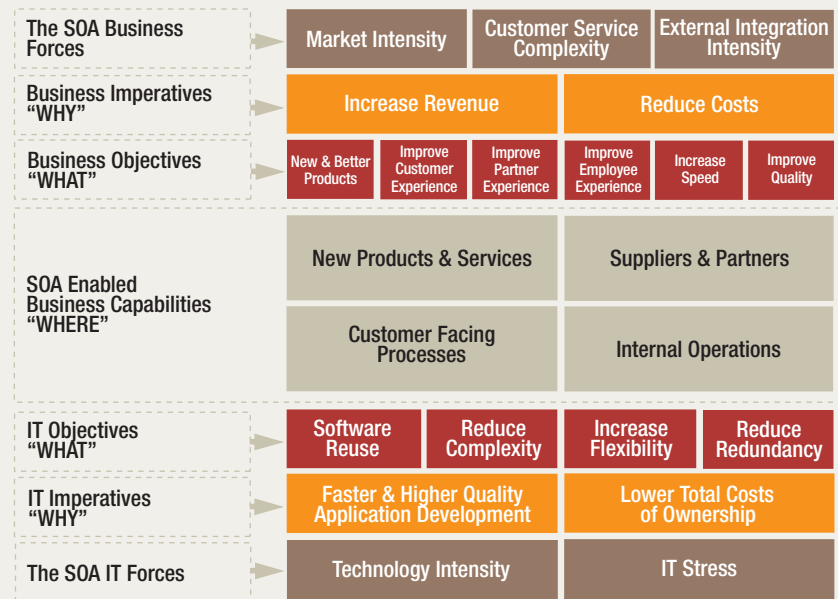 The SOA Business
Forces
Market Intensity
Customer Service
Complexity
External Integration
Intensity
Business Imperatives
“WHY”
Increase Revenue
Reduce Costs
Business Objectives
“WHAT”
New & Better
Products
Improve
Customer
Experience
Improve
Partner
Experience
Improve
Employee
Experience
Increase
Speed
Improve
Quality
SOA Enabled
Business Capabilities
“WHERE”
New Products & Services
Suppliers & Partners
Customer Facing
Processes
Internal Operations
IT Objectives
“WHAT”
Software
Reuse
Reduce
Complexity
Increase
Flexibility
Reduce
Redundancy
IT Imperatives
“WHY”
Faster & Higher Quality
Application Development
Lower Total Costs
of Ownership
The SOA IT Forces
Technology Intensity
IT Stress